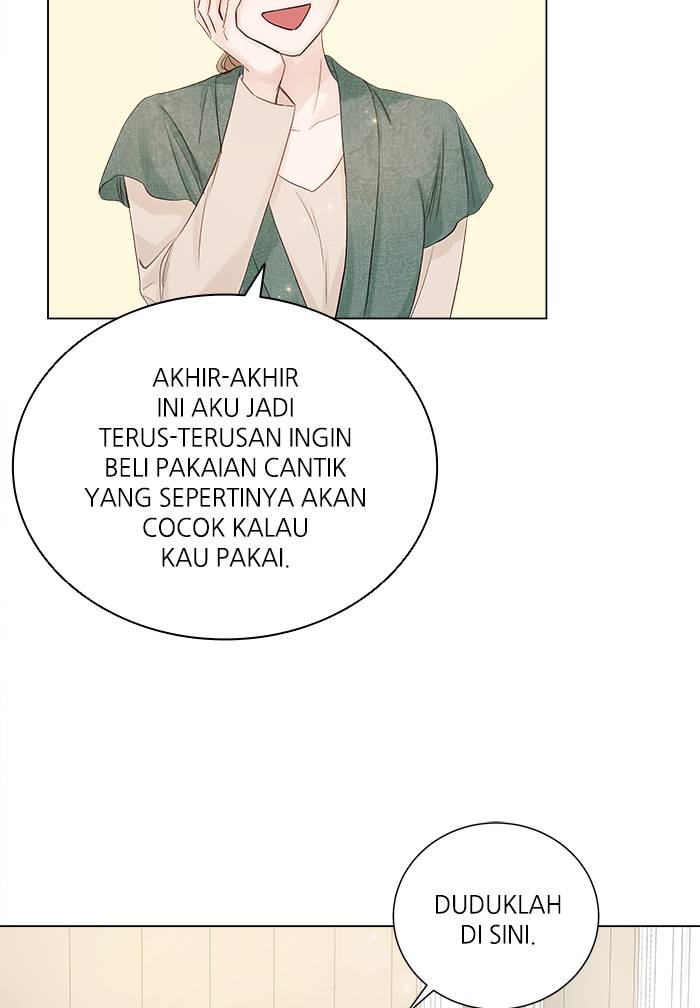 AKHIR-AKHIR
INI AKU JADI
TERUS-TERUSAN INGIN
BELI PAKAIAN CANTIK
YANG SEPERTINYA AKAN
COCOK KALAU
KAU PAKAI.
DUDUKLAH
DI SINI.